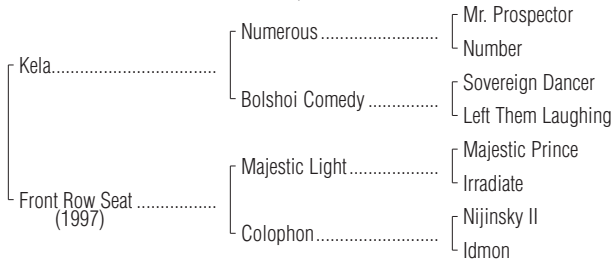 Mr. Prospector
Numerous ........................
Number
Kela..................................
Sovereign Dancer
Bolshoi Comedy ..............
Left Them Laughing
Majestic Prince
Majestic Light..................
Irradiate
Front Row Seat ................
(1997)
Nijinsky II
Colophon.........................
Idmon